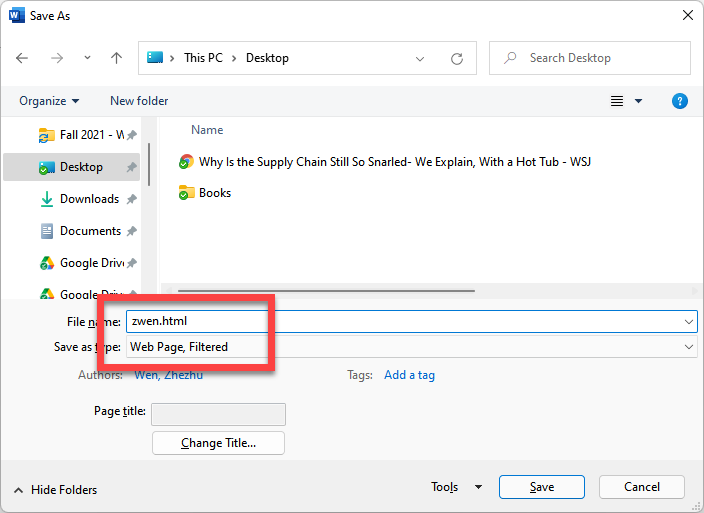 Save As
This PC > Desktop
Search Desktop
Organize
New folder
?
Name
Fall 2021 - W
Desktop
Downloads
Documents
Google Drive
Google Drive
Why Is the Supply Chain Still So Snarled- We Explain, With a Hot Tub - WSJ
Books
File name: zwen.html
Save as type: Web Page, Filtered
Authors: Wen, Zhezhu
Tags: Add a tag
Page title:
Change Title...
Hide Folders
Tools
Save
Cancel